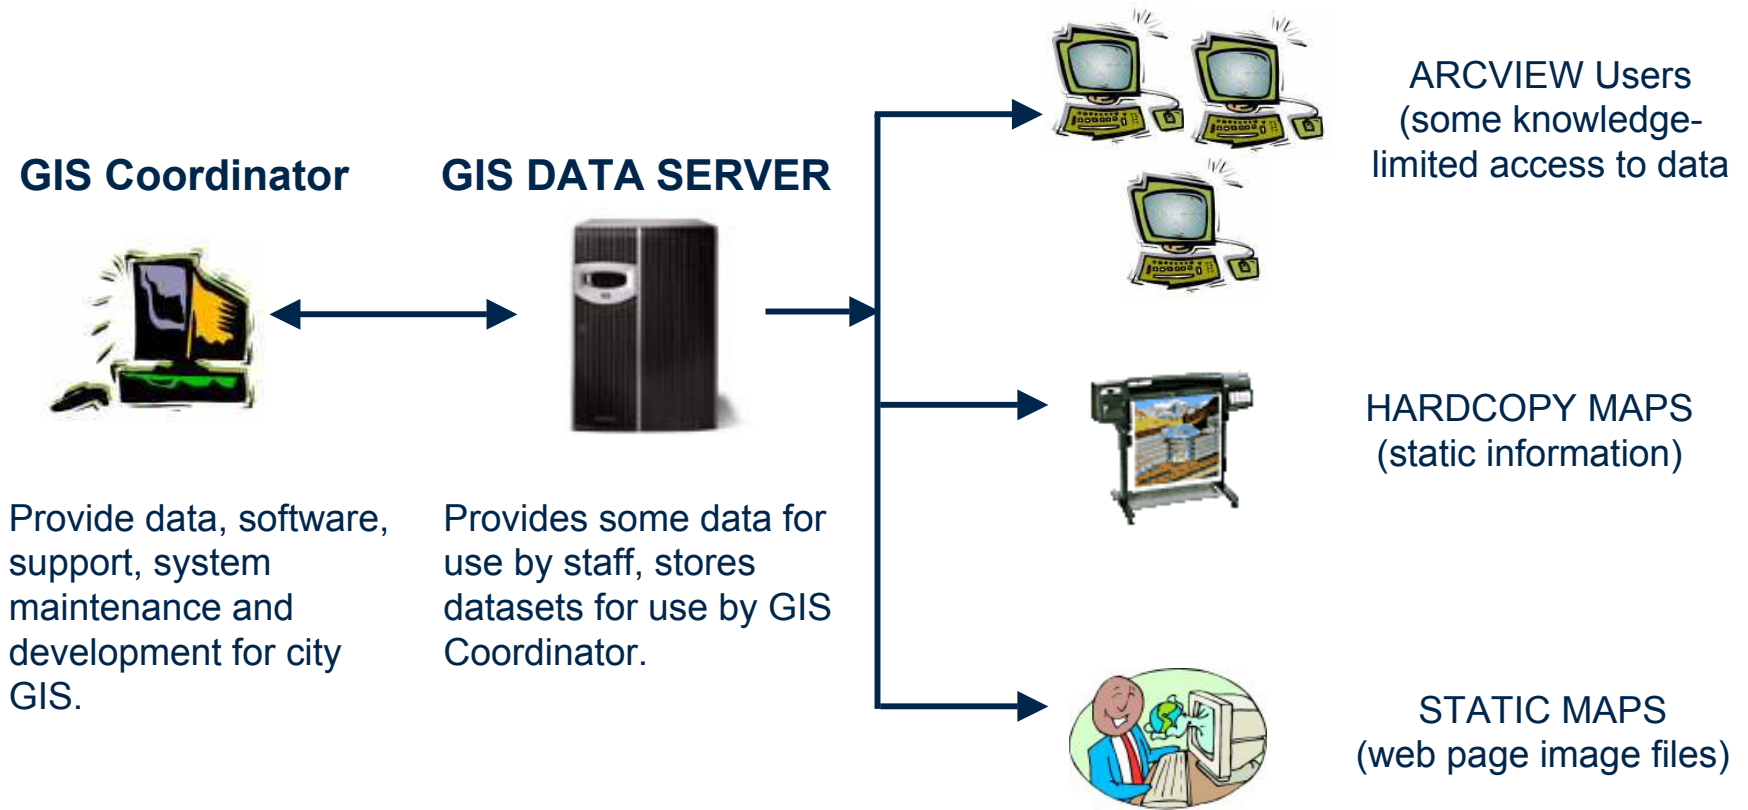 GIS Coordinator
Provide data, software,
support, system
maintenance and
development for city
GIS.
GIS DATA SERVER
Provides some data for
use by staff, stores
datasets for use by GIS
Coordinator.
ARCVIEW Users
(some knowledge-
limited access to data
HARDCOPY MAPS
(static information)
STATIC MAPS
(web page image files)